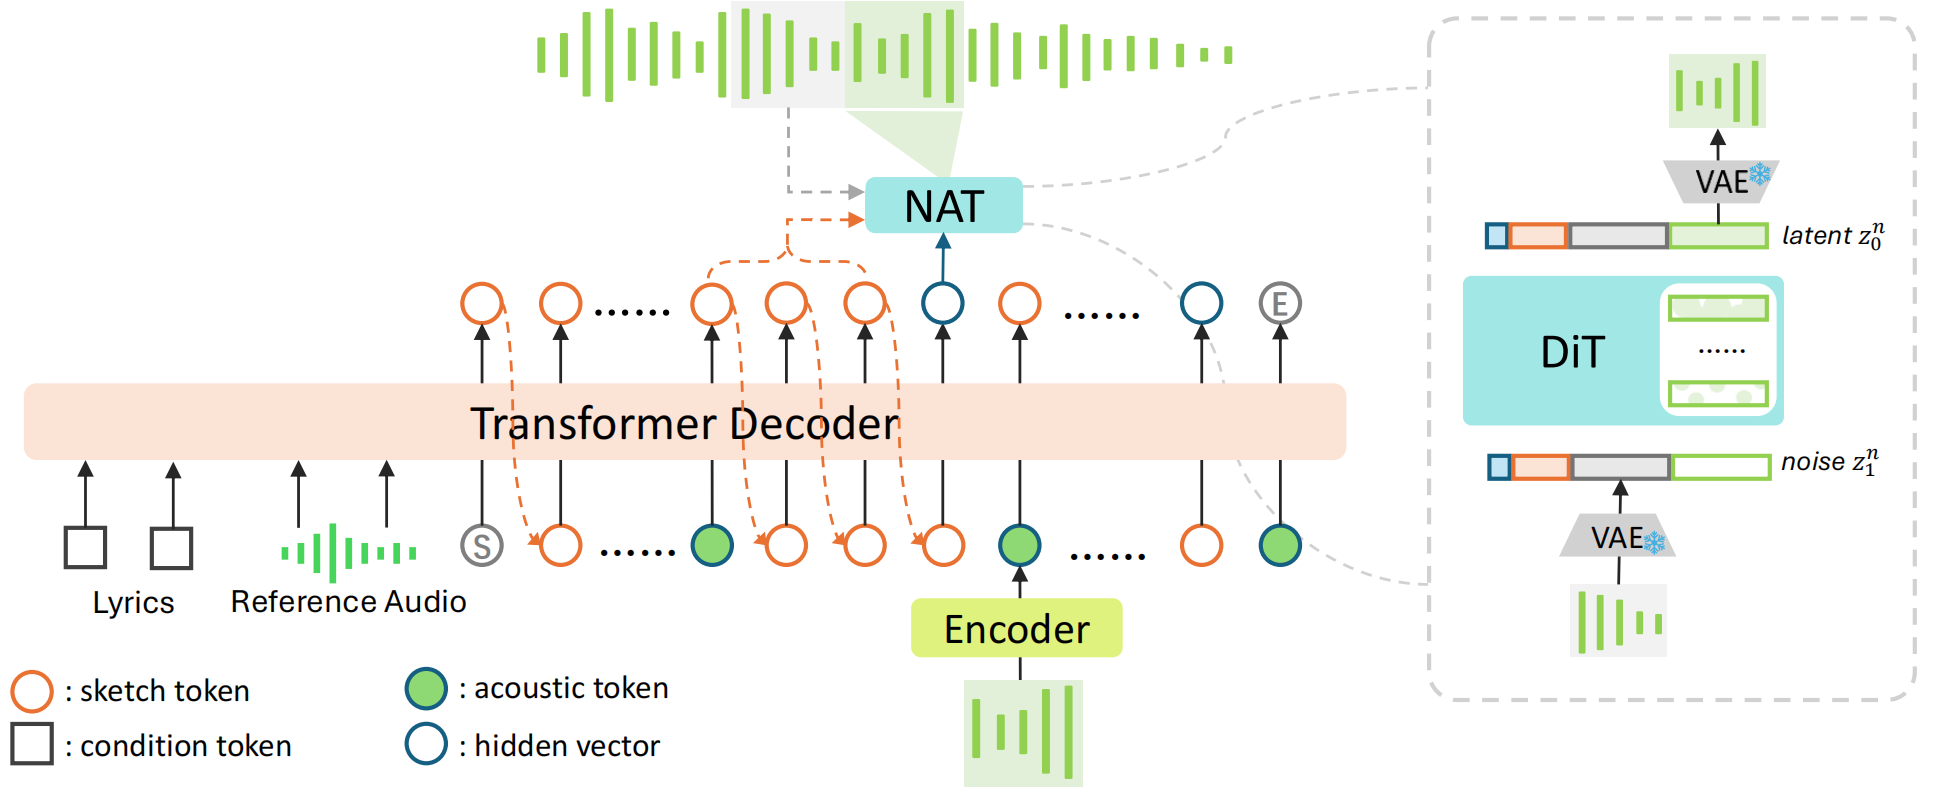 NAT
E
......
......
Transformer Decoder
S
......
......
Lyrics
Reference Audio
Encoder
: sketch token
: acoustic token
: condition token
: hidden vector
VAE
latent z_0^n
DiT
......
noise z_1^n
VAE